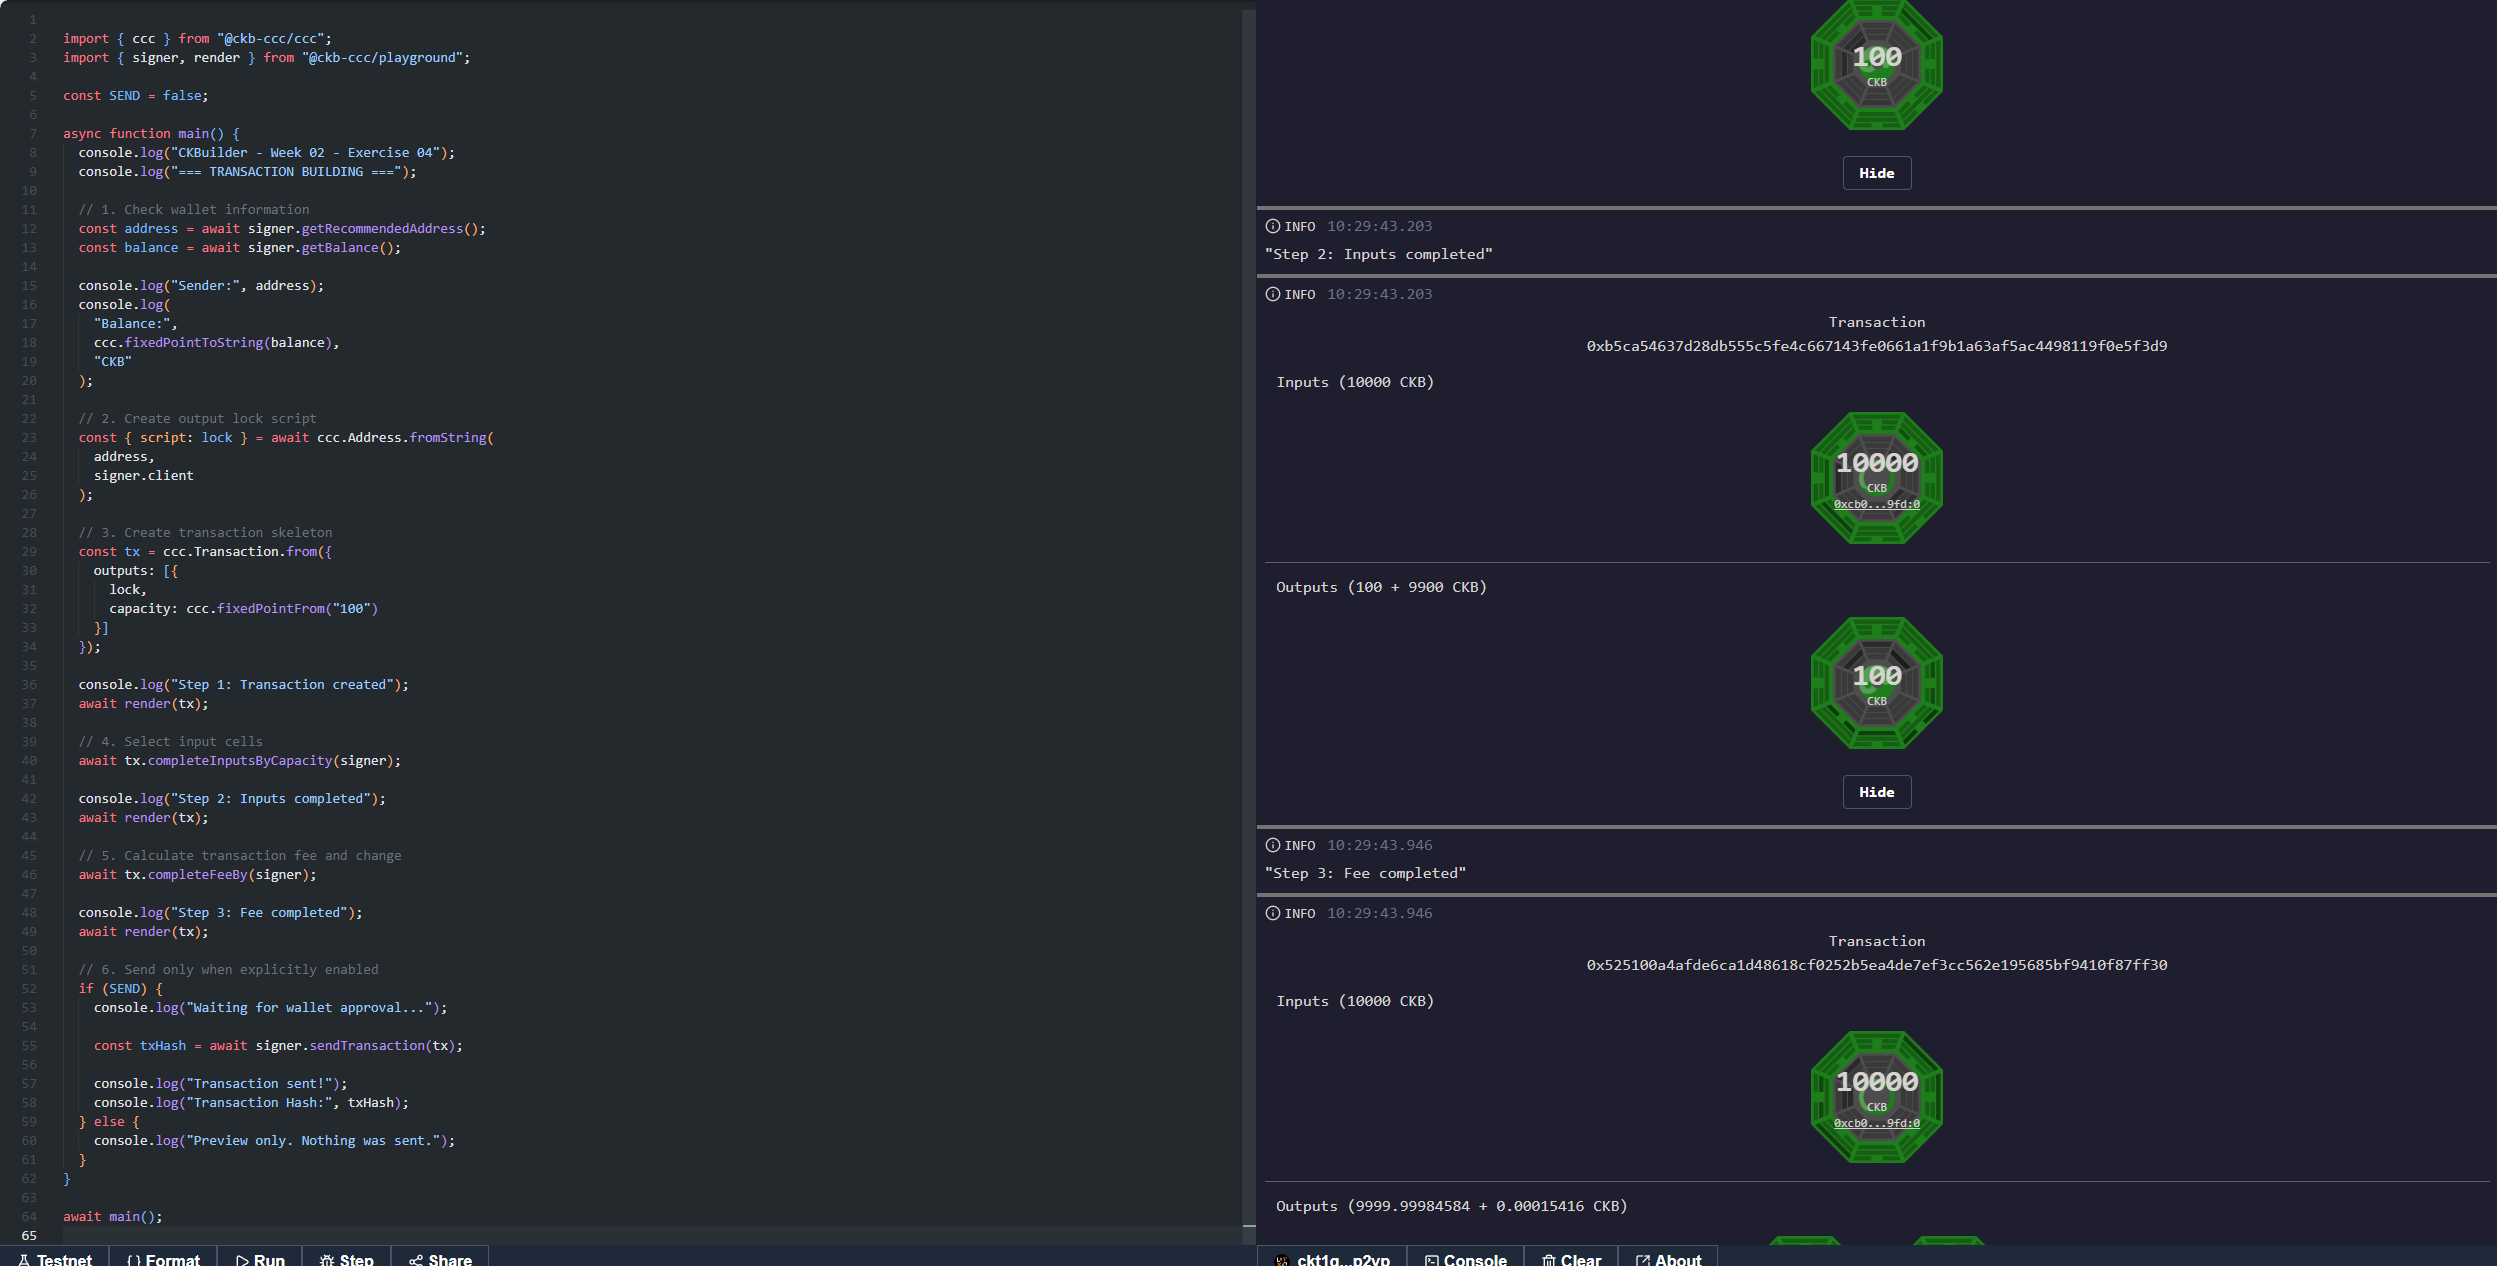 1
2 import { ccc } from "@ckb-ccc/ccc";
3 import { signer, render } from "@ckb-ccc/playground";
4
5 const SEND = false;
6
7 async function main() {
8 console.log("CKBuilder - Week 02 - Exercise 04");
9 console.log("=== TRANSACTION BUILDING ===");
10
11 // 1. Check wallet information
12 const address = await signer.getRecommendedAddress();
13 const balance = await signer.getBalance();
14
15 console.log("Sender:", address);
16 console.log(
17 "Balance:",
18 ccc.fixedPointToString(balance),
19 "CKB"
20 );
21
22 // 2. Create output lock script
23 const { script: lock } = await ccc.Address.fromString(
24 address,
25 signer.client
26 );
27
28 // 3. Create transaction skeleton
29 const tx = ccc.Transaction.from({
30 outputs: [{
31 lock,
32 capacity: ccc.fixedPointFrom("100")
33 }]
34 });
35
36 console.log("Step 1: Transaction created");
37 await render(tx);
38
39 // 4. Select input cells
40 await tx.completeInputsByCapacity(signer);
41
42 console.log("Step 2: Inputs completed");
43 await render(tx);
44
45 // 5. Calculate transaction fee and change
46 await tx.completeFeeBy(signer);
47
48 console.log("Step 3: Fee completed");
49 await render(tx);
50
51 // 6. Send only when explicitly enabled
52 if (SEND) {
53 console.log("Waiting for wallet approval...");
54
55 const txHash = await signer.sendTransaction(tx);
56
57 console.log("Transaction sent!");
58 console.log("Transaction Hash:", txHash);
59 } else {
60 console.log("Preview only. Nothing was sent.");
61 }
62 }
63
64 await main();
65
Testnet {} Format Run Step Share
100
CKB
Hide
INFO 10:29:43.203
"Step 2: Inputs completed"
INFO 10:29:43.203
Transaction
0xb5ca54637d28db555c5fe4c667143fe0661a1f9b1a63af5ac4498119f0e5f3d9
Inputs (10000 CKB)
10000
CKB
0xcb0...9fd:0
Outputs (100 + 9900 CKB)
100
CKB
Hide
INFO 10:29:43.946
"Step 3: Fee completed"
INFO 10:29:43.946
Transaction
0x525100a4afde6ca1d48618cf0252b5ea4de7ef3cc562e195685bf9410f87ff30
Inputs (10000 CKB)
10000
CKB
0xcb0...9fd:0
Outputs (9999.99984584 + 0.00015416 CKB)
ckt1q...p2yp Console Clear About